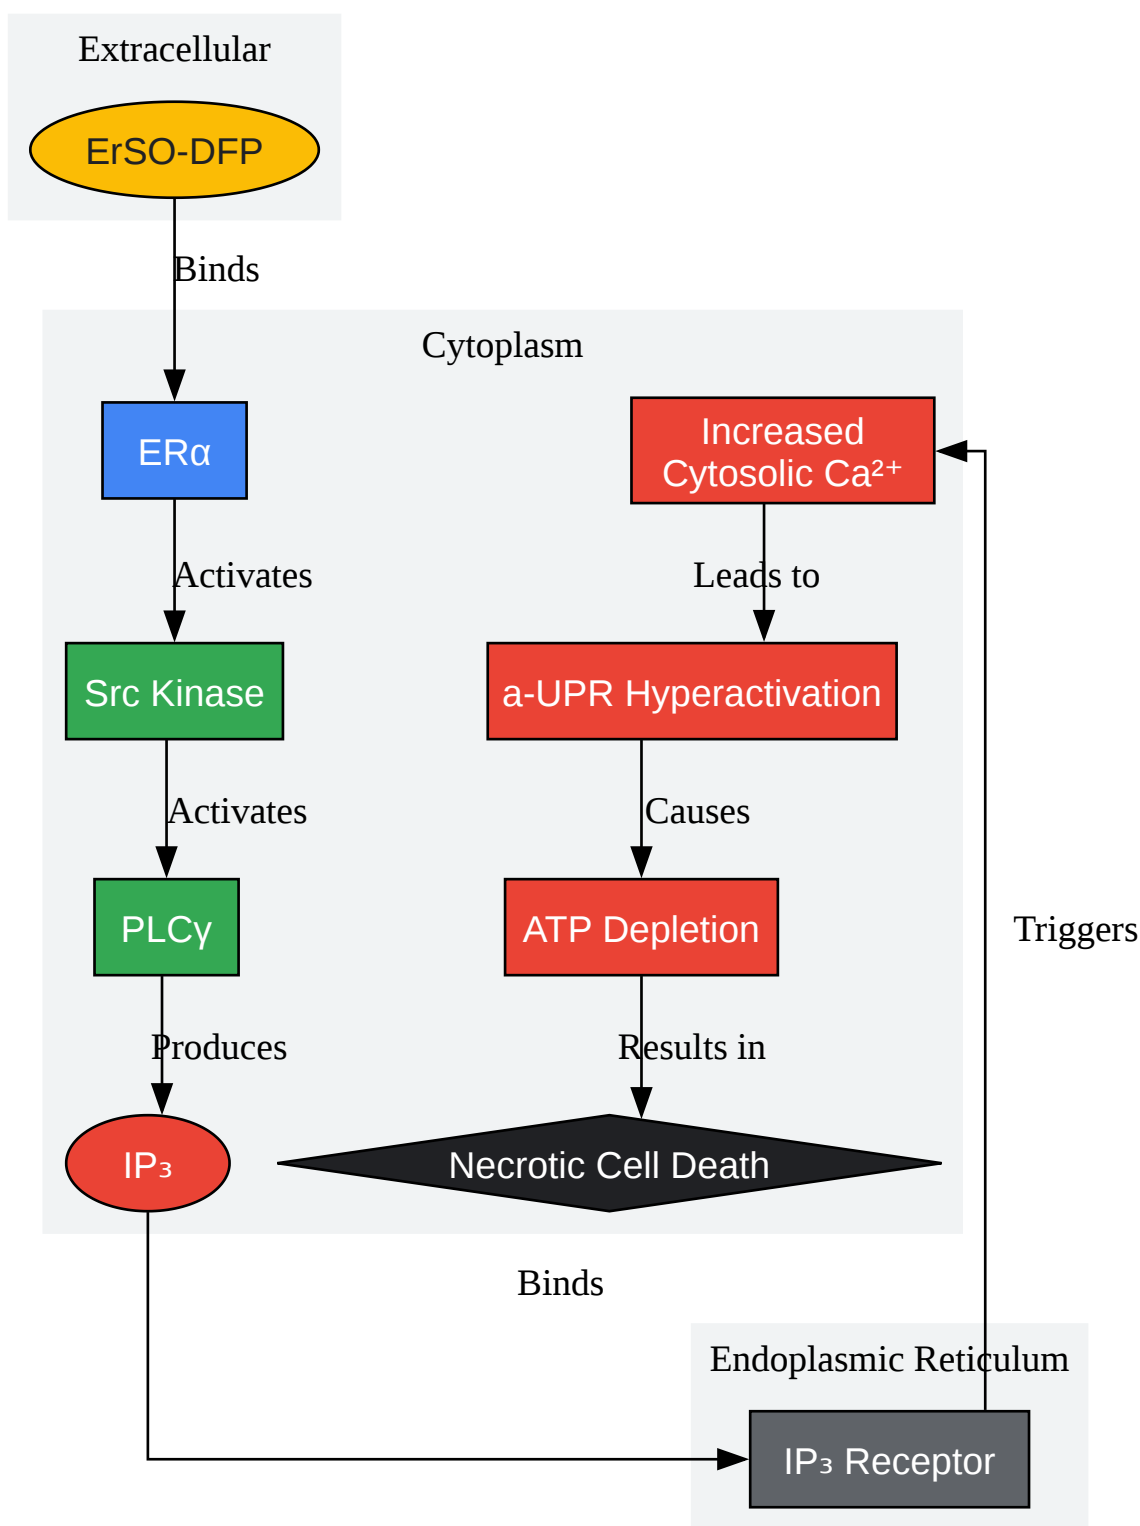 Extracellular
ErSO-DFP
Binds
Cytoplasm
ERα
Increased
Cytosolic Ca²⁺
Activates
Leads to
Src Kinase
a-UPR Hyperactivation
Activates
Causes
PLCγ
ATP Depletion
Triggers
Produces
Results in
IP₃
Necrotic Cell Death
Binds
Endoplasmic Reticulum
IP₃ Receptor